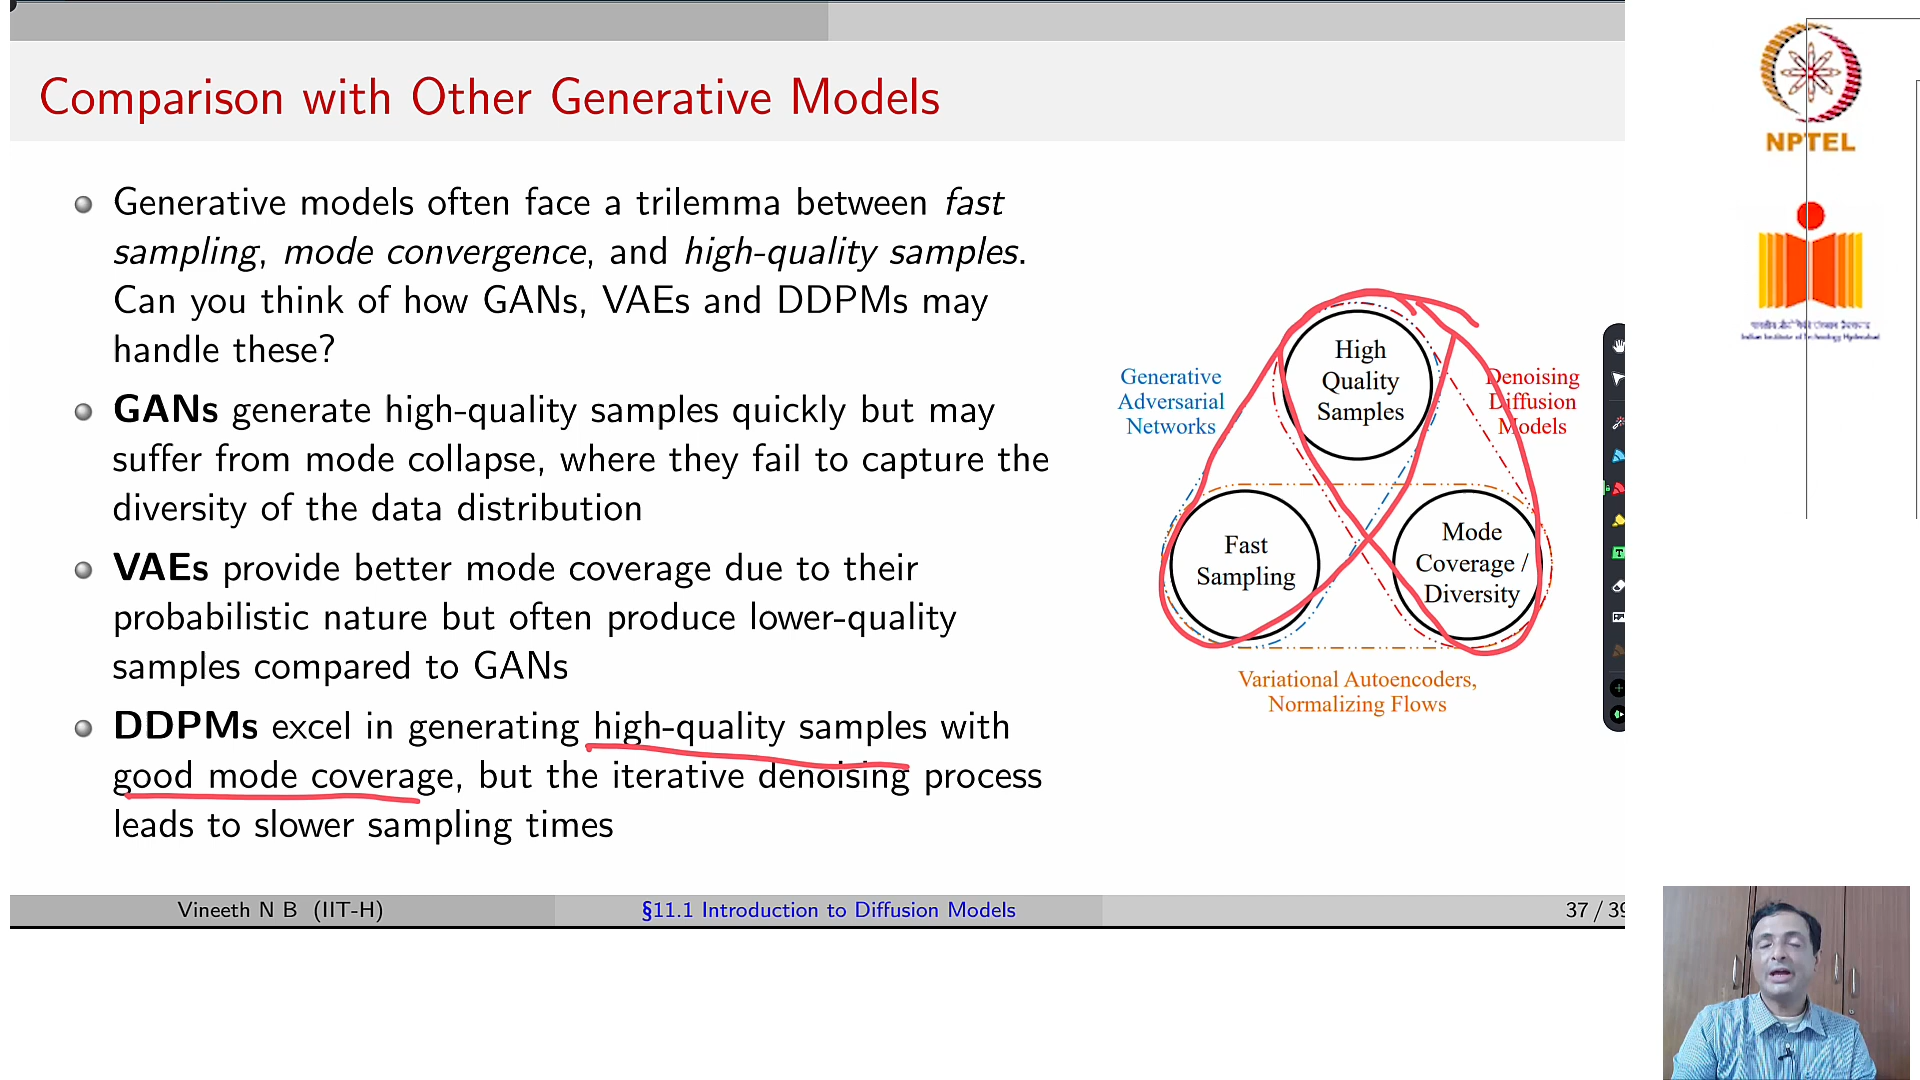 Comparison with Other Generative Models
Generative models often face a trilemma between fast
sampling, mode convergence, and high-quality samples.
Can you think of how GANs, VAEs and DDPMs may
handle these?
GANs generate high-quality samples quickly but may
suffer from mode collapse, where they fail to capture the
diversity of the data distribution
VAEs provide better mode coverage due to their
probabilistic nature but often produce lower-quality
samples compared to GANs
DDPMs excel in generating high-quality samples with
good mode coverage, but the iterative denoising process
leads to slower sampling times
High
Quality
Samples
Generative
Adversarial
Networks
Denoising
Diffusion
Models
Fast
Sampling
Mode
Coverage /
Diversity
Variational Autoencoders,
Normalizing Flows
Vineeth N B (IIT-H)
§11.1 Introduction to Diffusion Models
37 / 39
NPTEL
Indian Institute of Technology Hyderabad